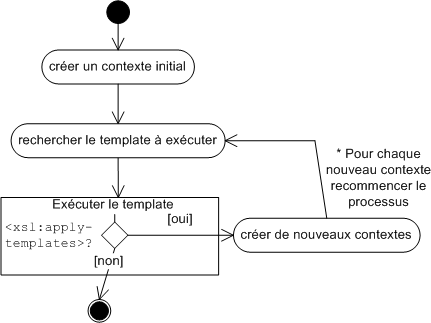 créer un contexte initial
rechercher le template à exécuter
* Pour chaque
nouveau contexte
recommencer le
processus
Exécuter le template
<xsl:apply-
templates>?
[oui]
créer de nouveaux contextes
[non]